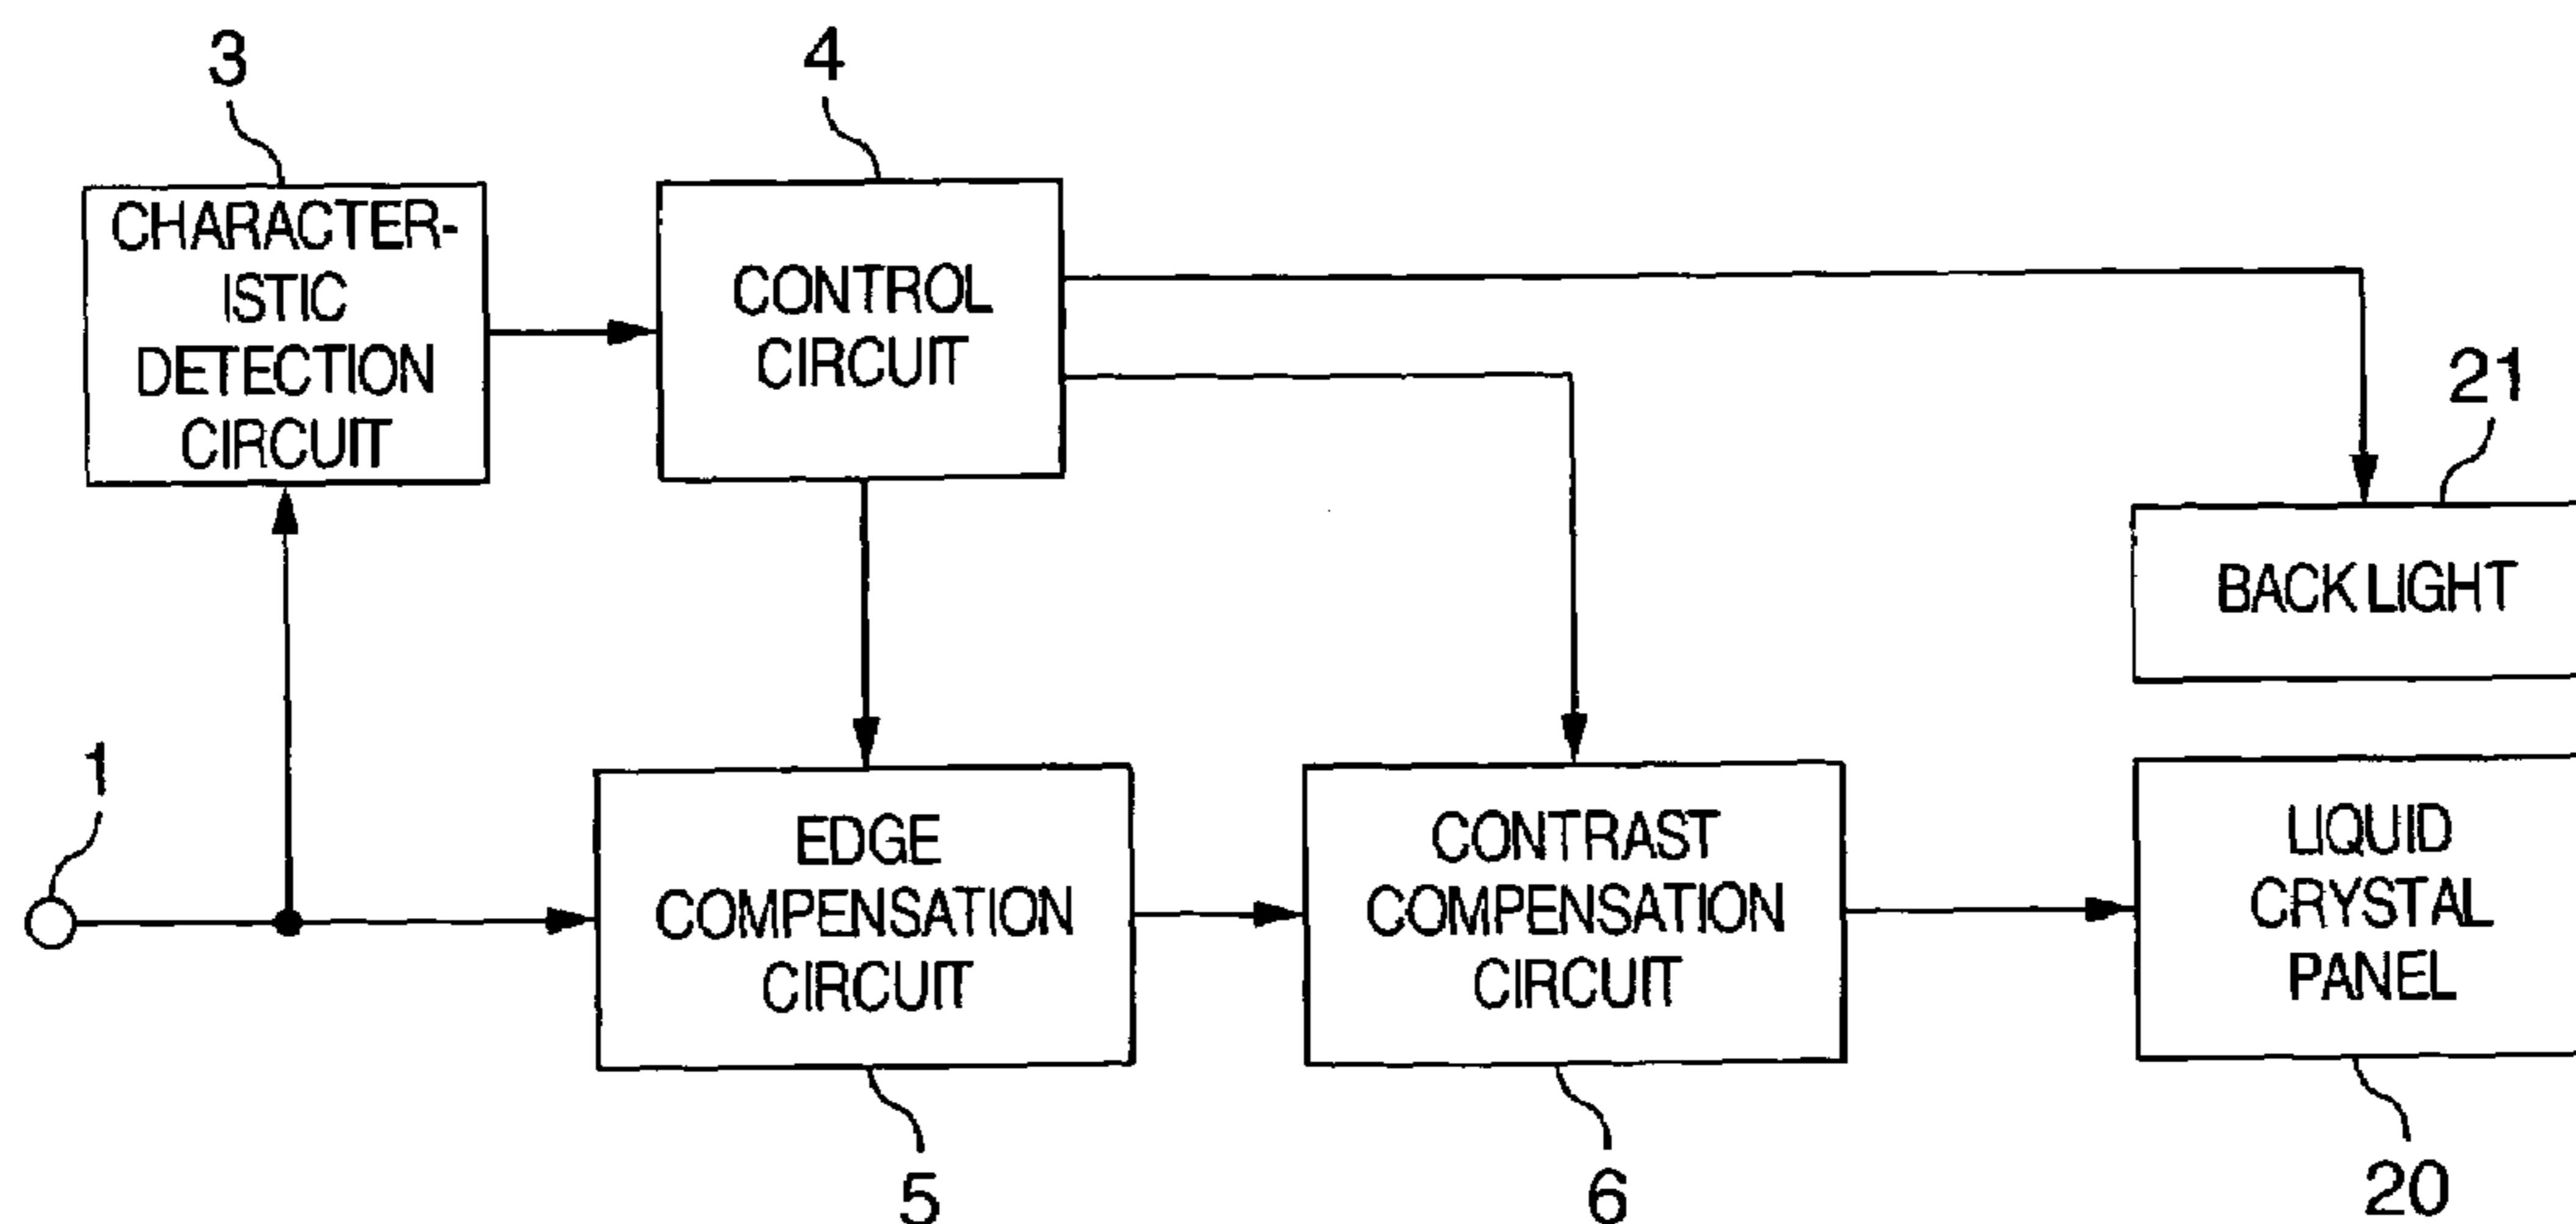 3
4
CHARACTER-
ISTIC
DETECTION
CIRCUIT
CONTROL
CIRCUIT
21
BACK LIGHT
1
EDGE
COMPENSATION
CIRCUIT
CONTRAST
COMPENSATION
CIRCUIT
LIQUID
CRYSTAL
PANEL
5
6
20